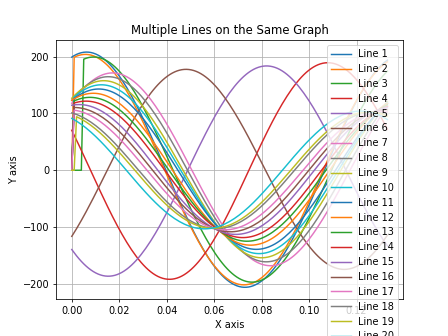 Multiple Lines on the Same Graph
Y axis
200
100
0
−100
−200
0.00
0.02
0.04
0.06
0.08
0.10
X axis
Line 1
Line 2
Line 3
Line 4
Line 5
Line 6
Line 7
Line 8
Line 9
Line 10
Line 11
Line 12
Line 13
Line 14
Line 15
Line 16
Line 17
Line 18
Line 19
Line 20